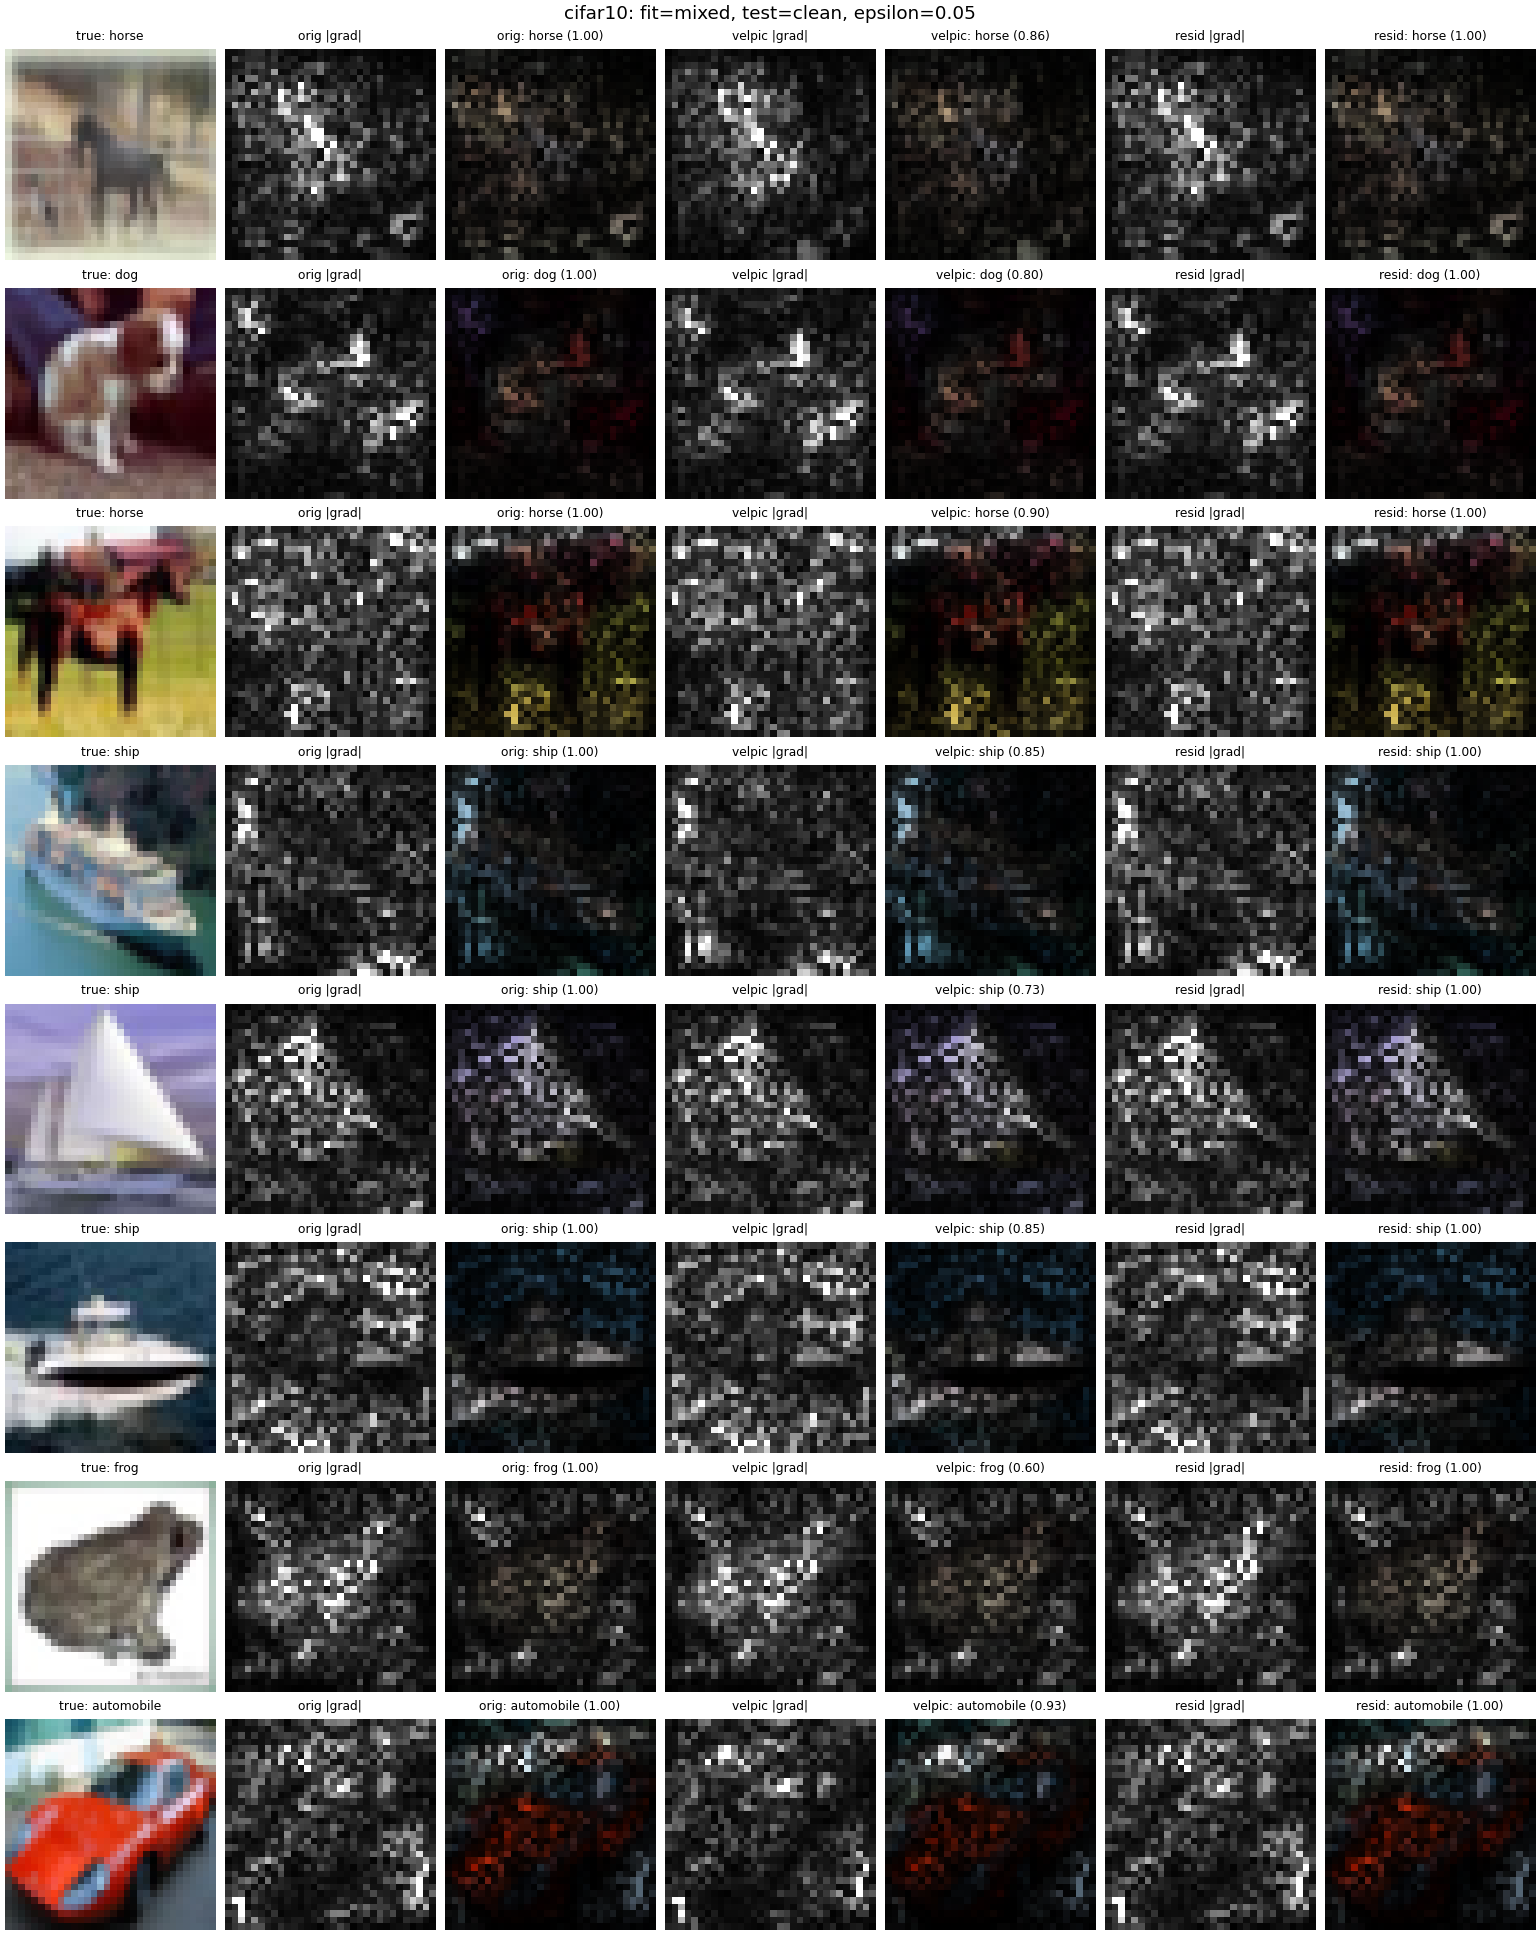 cifar10: fit=mixed, test=clean, epsilon=0.05
true: horse orig |grad| orig: horse (1.00) velpic |grad| velpic: horse (0.86) resid |grad| resid: horse (1.00)
true: dog orig |grad| orig: dog (1.00) velpic |grad| velpic: dog (0.80) resid |grad| resid: dog (1.00)
true: horse orig |grad| orig: horse (1.00) velpic |grad| velpic: horse (0.90) resid |grad| resid: horse (1.00)
true: ship orig |grad| orig: ship (1.00) velpic |grad| velpic: ship (0.85) resid |grad| resid: ship (1.00)
true: ship orig |grad| orig: ship (1.00) velpic |grad| velpic: ship (0.73) resid |grad| resid: ship (1.00)
true: ship orig |grad| orig: ship (1.00) velpic |grad| velpic: ship (0.85) resid |grad| resid: ship (1.00)
true: frog orig |grad| orig: frog (1.00) velpic |grad| velpic: frog (0.60) resid |grad| resid: frog (1.00)
true: automobile orig |grad| orig: automobile (1.00) velpic |grad| velpic: automobile (0.93) resid |grad| resid: automobile (1.00)